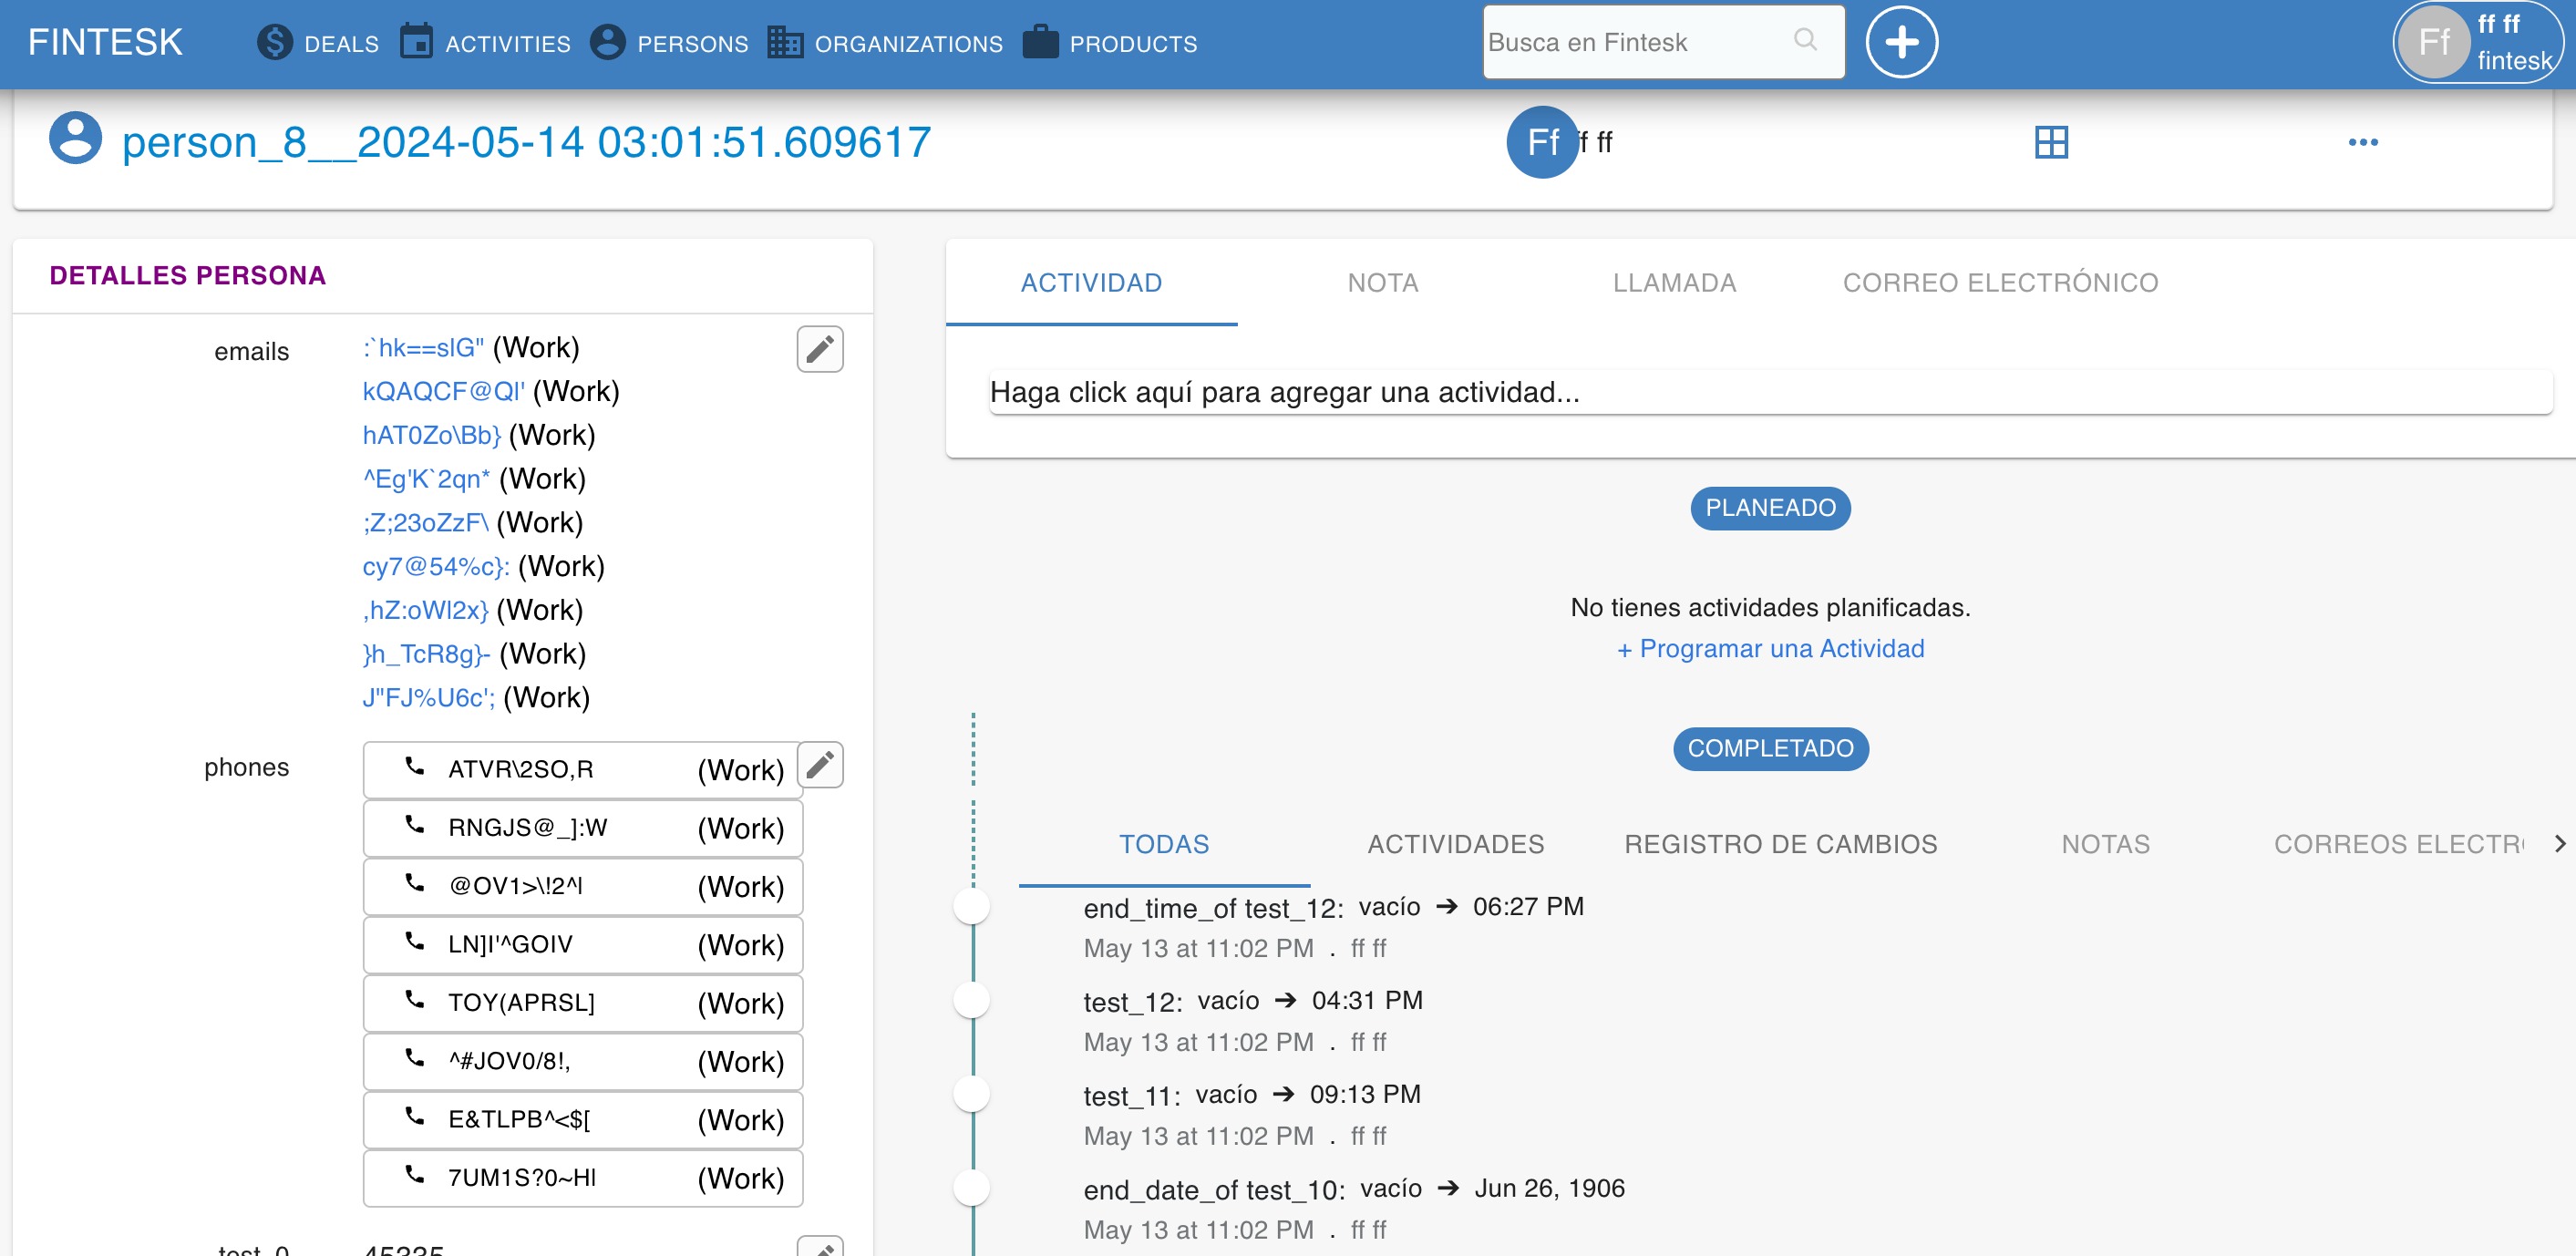 FINTESK DEALS ACTIVITIES PERSONS ORGANIZATIONS PRODUCTS Busca en Fintesk Ff ff ff
fintesk
person_8__2024-05-14 03:01:51.609617 Ff ff
DETALLES PERSONA
emails
:`hk==slG" (Work)
kQAQCF@Ql' (Work)
hAT0Zo\Bb} (Work)
^Eg'K`2qn* (Work)
;Z;23oZzF\ (Work)
cy7@54%c}: (Work)
,hZ:oWl2x} (Work)
}h_TcR8g}- (Work)
J"FJ%U6c'; (Work)
phones
ATVR\2SO,R (Work)
RNGJS@_]:W (Work)
@OV1>\!2^I (Work)
LN]I'^GOIV (Work)
TOY(APRSL] (Work)
^#JOV0/8!, (Work)
E&TLPB^<$[ (Work)
7UM1S?0~HI (Work)
test_0 45335
ACTIVIDAD NOTA LLAMADA CORREO ELECTRÓNICO
Haga click aquí para agregar una actividad...
PLANEADO
No tienes actividades planificadas.
+ Programar una Actividad
COMPLETADO
TODAS ACTIVIDADES REGISTRO DE CAMBIOS NOTAS CORREOS ELECTR
end_time_of test_12: vacío ➔ 06:27 PM
May 13 at 11:02 PM . ff ff
test_12: vacío ➔ 04:31 PM
May 13 at 11:02 PM . ff ff
test_11: vacío ➔ 09:13 PM
May 13 at 11:02 PM . ff ff
end_date_of test_10: vacío ➔ Jun 26, 1906
May 13 at 11:02 PM . ff ff